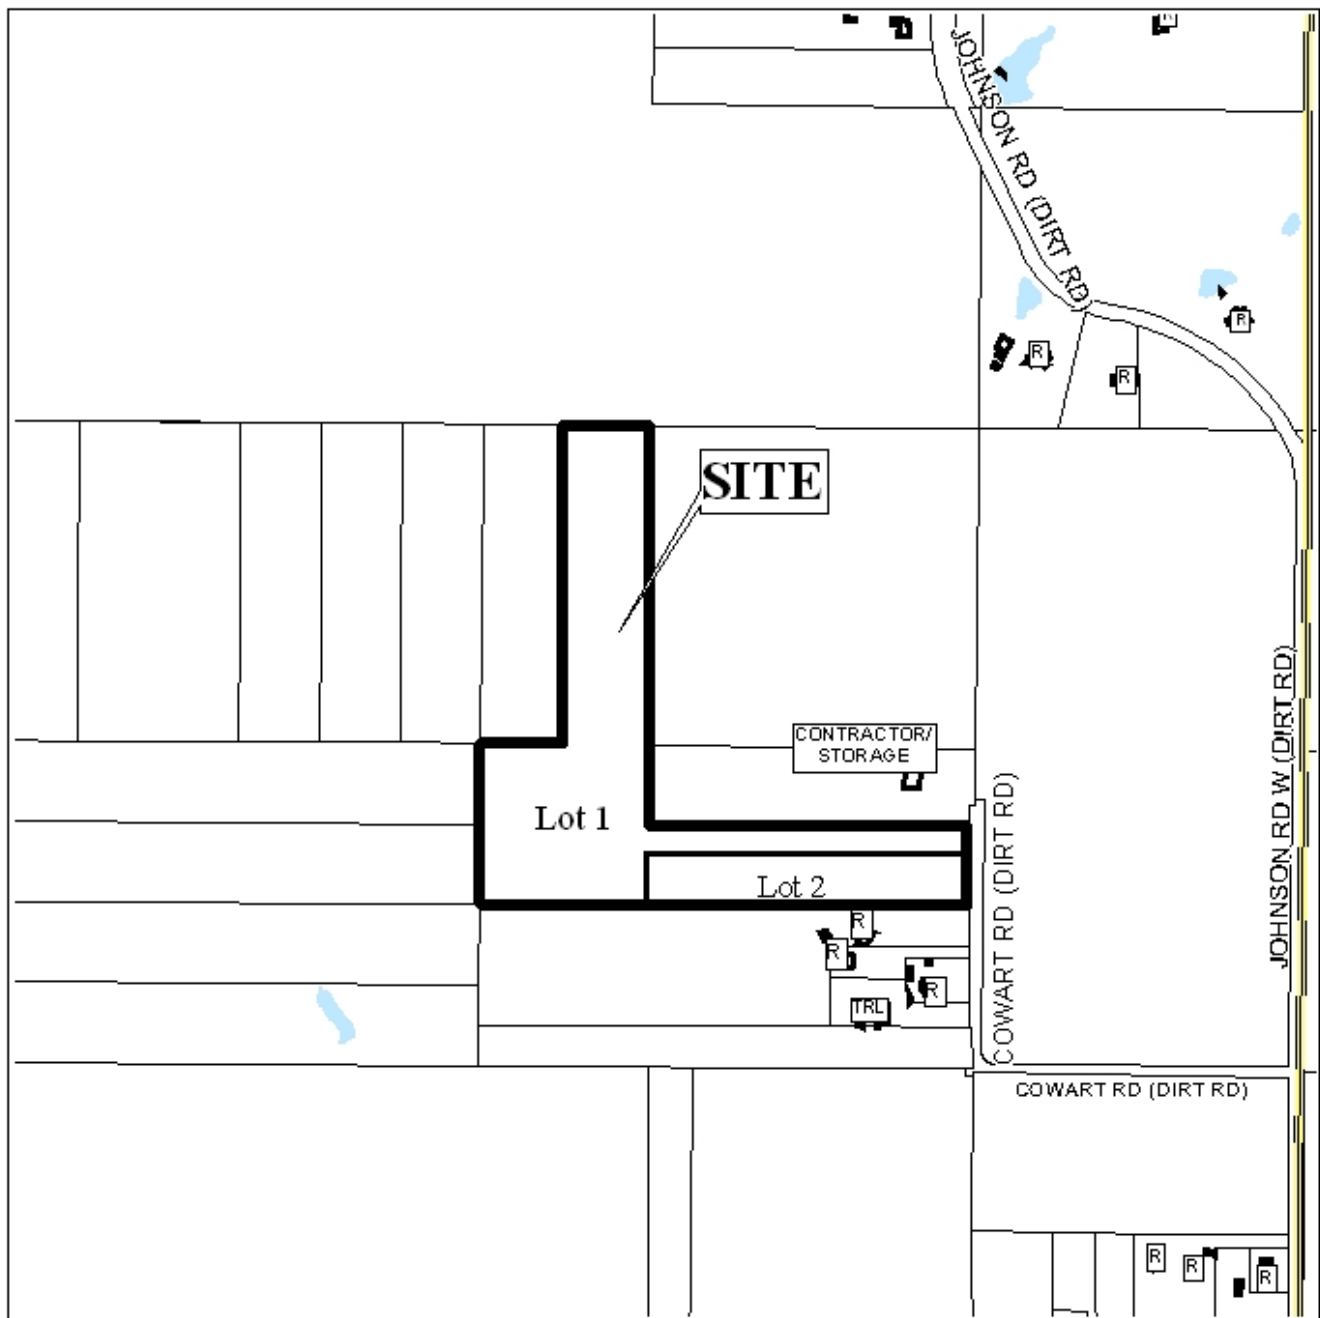 R
JOHNSON RD (DIRT RD)
R
R
R
SITE
CONTRACTOR/
STORAGE
JOHNSON RD W (DIRT RD)
Lot 1
COWART RD (DIRT RD)
Lot 2
R
R
R
TRL
COWART RD (DIRT RD)
R
R
R